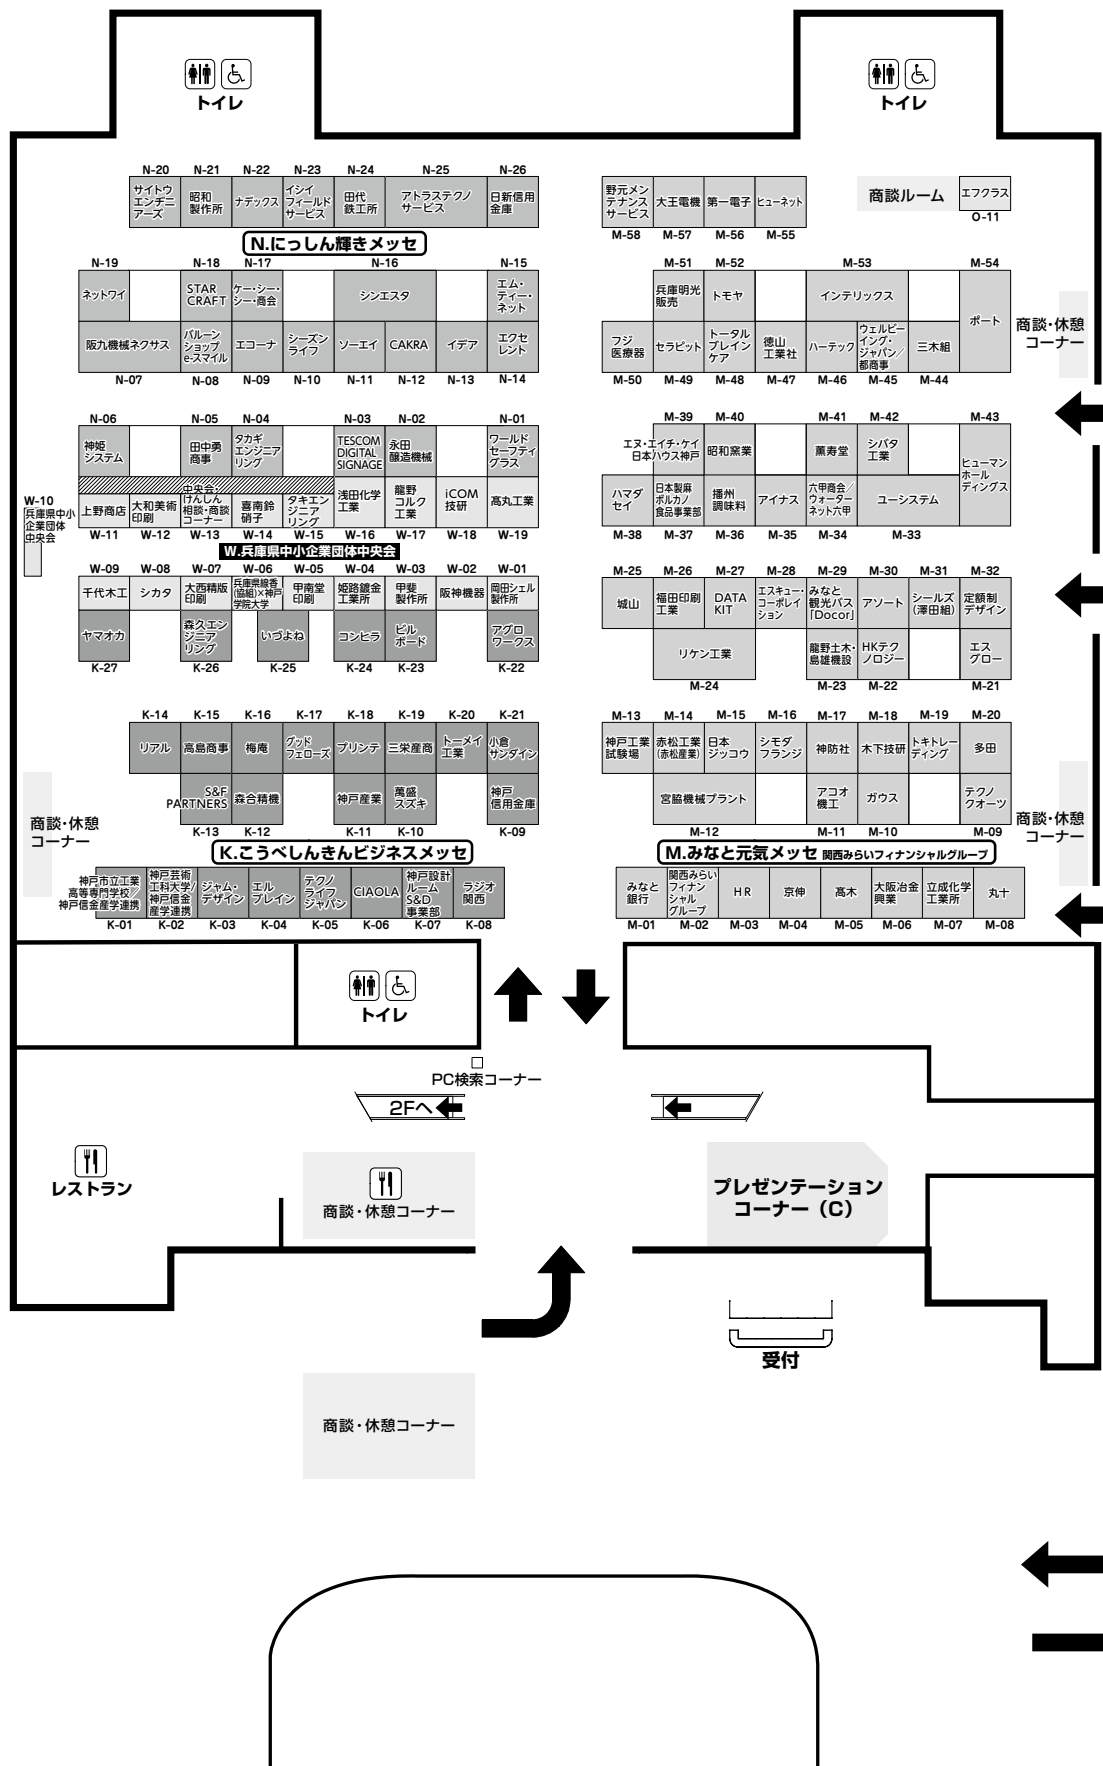 トイレ
トイレ
N-20
N-21
N-22
N-23
N-24
N-25
N-26
サイトウ
エンヂニ
アーズ
昭和
製作所
ナデックス
イシイ
フィールド
サービス
田代
鉄工所
アトラステクノ
サービス
日新信用
金庫
N.にっしん輝きメッセ
野元メン
テナンス
サービス
大王電機
第一電子
ヒューネット
M-58
M-57
M-56
M-55
商談ルーム
エフクラス
O-11
N-19
N-18
N-17
N-16
N-15
ネットワイ
STAR
CRAFT
ケー・シー・
シー・商会
シンエスタ
エム・
ティー・
ネット
阪九機械ネクサス
バルーン
ショップ
e-スマイル
エコーナ
シーズン
ライフ
ソーエイ
CAKRA
イデア
エクセ
レント
N-07
N-08
N-09
N-10
N-11
N-12
N-13
N-14
M-51
M-52
M-53
M-54
兵庫明光
販売
トモヤ
インテリックス
ポート
フジ
医療器
セラピット
トータル
ブレイン
ケア
徳山
工業社
ハーテック
ウェルビー
イング・
ジャパン/
都商事
三木組
M-50
M-49
M-48
M-47
M-46
M-45
M-44
商談・休憩
コーナー
N-06
N-05
N-04
N-03
N-02
N-01
神姫
システム
田中勇
商事
タカギ
エンジニア
リング
TESCOM
DIGITAL
SIGNAGE
永田
醸造機械
ワールド
セーフティ
グラス
W-10
兵庫県中小
企業団体
中央会
上野商店
大和美術
印刷
中央会・
けんしん
相談・商談
コーナー
喜南鈴
硝子
タキエン
ジニア
リング
浅田化学
工業
龍野
コルク
工業
iCOM
技研
髙丸工業
W-11
W-12
W-13
W-14
W-15
W-16
W-17
W-18
W-19
W.兵庫県中小企業団体中央会
M-39
M-40
M-41
M-42
M-43
エヌ・エイチ・ケイ
日本ハウス神戸
昭和窯業
薫寿堂
シバタ
工業
ヒューマン
ホール
ディングス
ハマダ
セイ
日本製麻
ボルカノ
食品事業部
播州
調味料
アイナス
六甲商会/
ウォーター
ネット六甲
ユーシステム
M-38
M-37
M-36
M-35
M-34
M-33
W-09
W-08
W-07
W-06
W-05
W-04
W-03
W-02
W-01
千代木工
シカタ
大西精版
印刷
兵庫県線香
(協組)×神戸
学院大学
甲南堂
印刷
姫路鍍金
工業所
甲斐
製作所
阪神機器
岡田シェル
製作所
ヤマオカ
森久エン
ジニア
リング
いづよね
コンヒラ
ビル
ボード
アグロ
ワークス
K-27
K-26
K-25
K-24
K-23
K-22
M-25
M-26
M-27
M-28
M-29
M-30
M-31
M-32
城山
福田印刷
工業
DATA
KIT
エスキュー・
コーポレイ
ション
みなと
観光バス
「Docor」
アソート
シールズ
(澤田組)
定額制
デザイン
リケン工業
龍野土木・
島雄機設
HKテク
ノロジー
エス
グロー
M-24
M-23
M-22
M-21
K-14
K-15
K-16
K-17
K-18
K-19
K-20
K-21
リアル
高島商事
梅庵
グッド
フェローズ
プリンテ
三栄産商
トーメイ
工業
小倉
サンダイン
S&F
PARTNERS
森合精機
神戸産業
萬盛
スズキ
神戸
信用金庫
K-13
K-12
K-11
K-10
K-09
K.こうべしんきんビジネスメッセ
M-13
M-14
M-15
M-16
M-17
M-18
M-19
M-20
神戸工業
試験場
赤松工業
(赤松産業)
日本
ジッコウ
シモダ
フランジ
神防社
木下技研
トキトレー
ディング
多田
宮脇機械プラント
アコオ
機工
ガウス
テクノ
クオーツ
M-12
M-11
M-10
M-09
M.みなと元気メッセ 関西みらいフィナンシャルグループ
商談・休憩
コーナー
商談・休憩
コーナー
神戸市立工業
高等専門学校/
神戸信金産学連携
神戸芸術
工科大学/
神戸信金
産学連携
ジャム・
デザイン
エル
ブレイン
テクノ
ライフ
ジャパン
CIAOLA
神戸設計
ルーム
S&D
事業部
ラジオ
関西
K-01
K-02
K-03
K-04
K-05
K-06
K-07
K-08
みなと
銀行
関西みらい
フィナン
シャル
グループ
HR
京伸
髙木
大阪冶金
興業
立成化学
工業所
丸十
M-01
M-02
M-03
M-04
M-05
M-06
M-07
M-08
トイレ
PC検索コーナー
2Fへ
レストラン
商談・休憩コーナー
プレゼンテーション
コーナー（C）
受付
商談・休憩コーナー